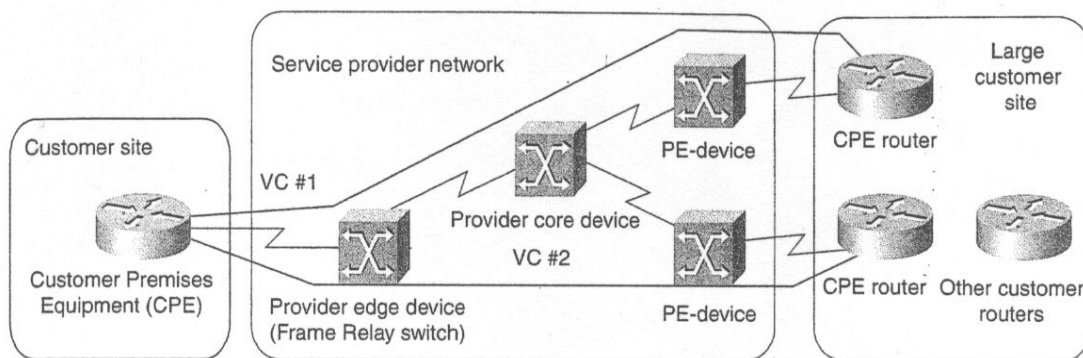 Service provider network
Large
customer
site
PE-device
CPE router
Customer site
VC #1
Provider core device
VC #2
Customer Premises
Equipment (CPE)
Provider edge device
(Frame Relay switch)
PE-device
CPE router
Other customer
routers